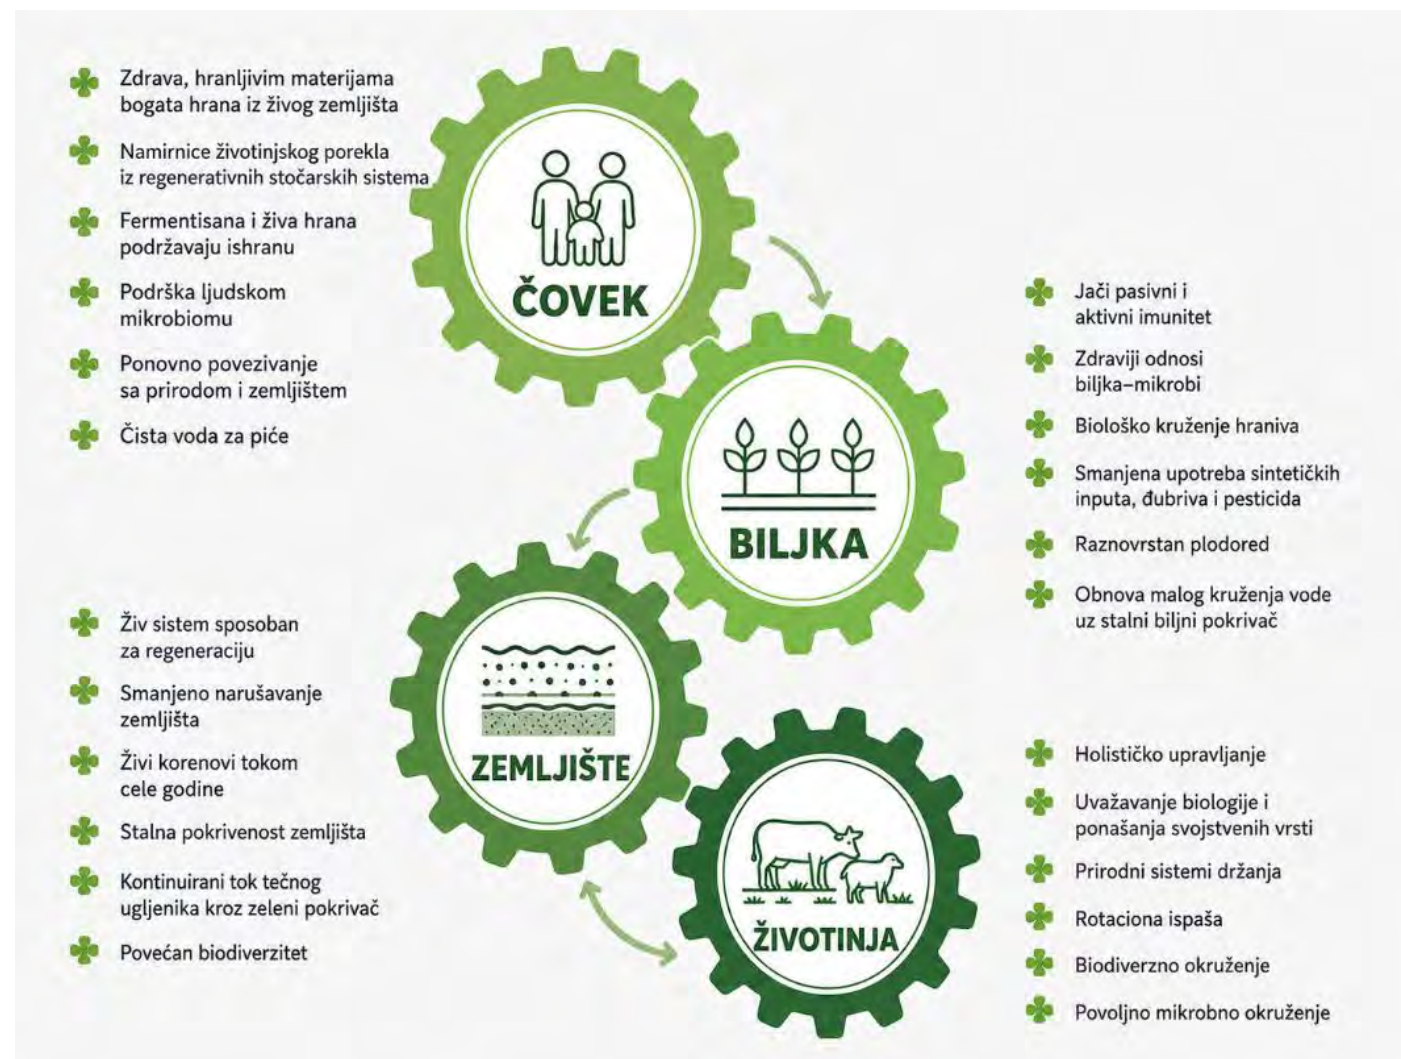 Zdrava, hranljivim materijama
bogata hrana iz živog zemljišta
Namirnice životinjskog porekla
iz regenerativnih stočarskih sistema
Fermentisana i živa hrana
podržavaju ishranu
Podrška ljudskom
mikrobiomu
Ponovno povezivanje
sa prirodom i zemljištem
Čista voda za piće
ČOVEK
Jači pasivni i
aktivni imunitet
Zdraviji odnosi
biljka–mikrobi
Biološko kruženje hraniva
Smanjena upotreba sintetičkih
inputa, đubriva i pesticida
Raznovrstan plodored
Obnova malog kruženja vode
uz stalni biljni pokrivač
BILJKA
Živ sistem sposoban
za regeneraciju
Smanjeno narušavanje
zemljišta
Živi korenovi tokom
cele godine
Stalna pokrivenost zemljišta
Kontinuirani tok tečnog
ugljenika kroz zeleni pokrivač
Povećan biodiverzitet
ZEMLJIŠTE
Holističko upravljanje
Uvažavanje biologije i
ponašanja svojstvenih vrsti
Prirodni sistemi držanja
Rotaciona ispaša
Biodiverzno okruženje
Povoljno mikrobno okruženje
ŽIVOTINJA